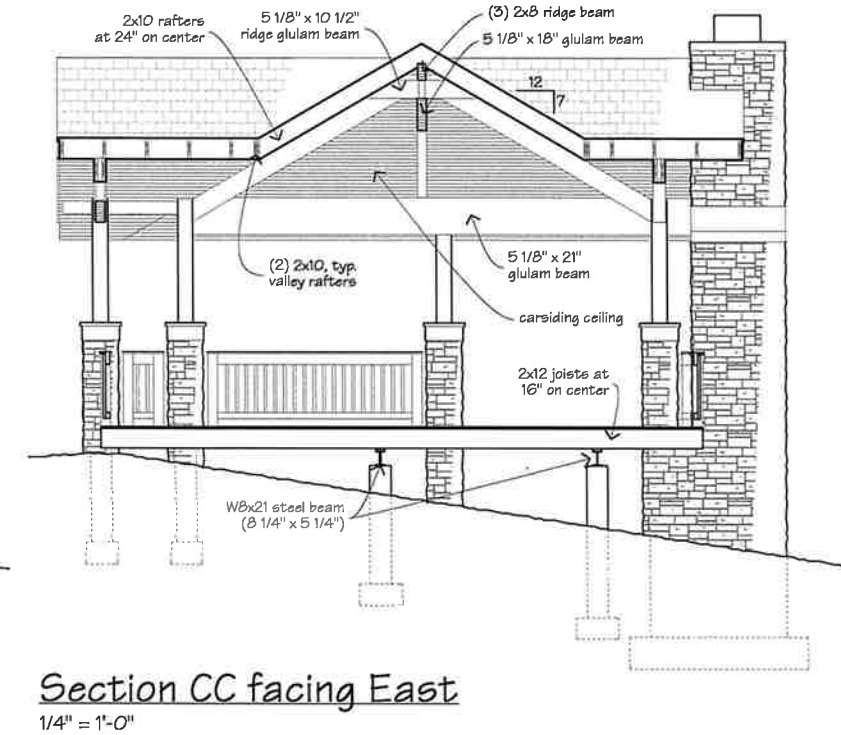 2x10 rafters
at 24" on center
5 1/8" x 10 1/2"
ridge glulam beam
(3) 2x8 ridge beam
5 1/8" x 18" glulam beam
12
7
(2) 2x10, typ.
valley rafters
5 1/8" x 21"
glulam beam
carsiding ceiling
2x12 joists at
16" on center
W8x21 steel beam
(8 1/4" x 5 1/4")
Section CC facing East
1/4" = 1'-0"